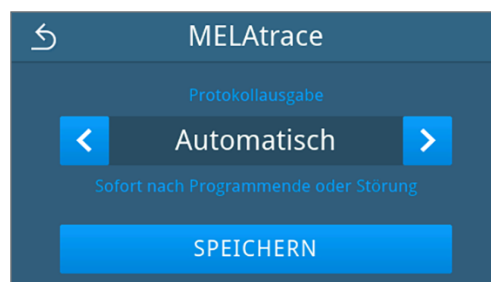 MELAtrace
Protokollausgabe
Automatisch
Sofort nach Programmende oder Störung
SPEICHERN